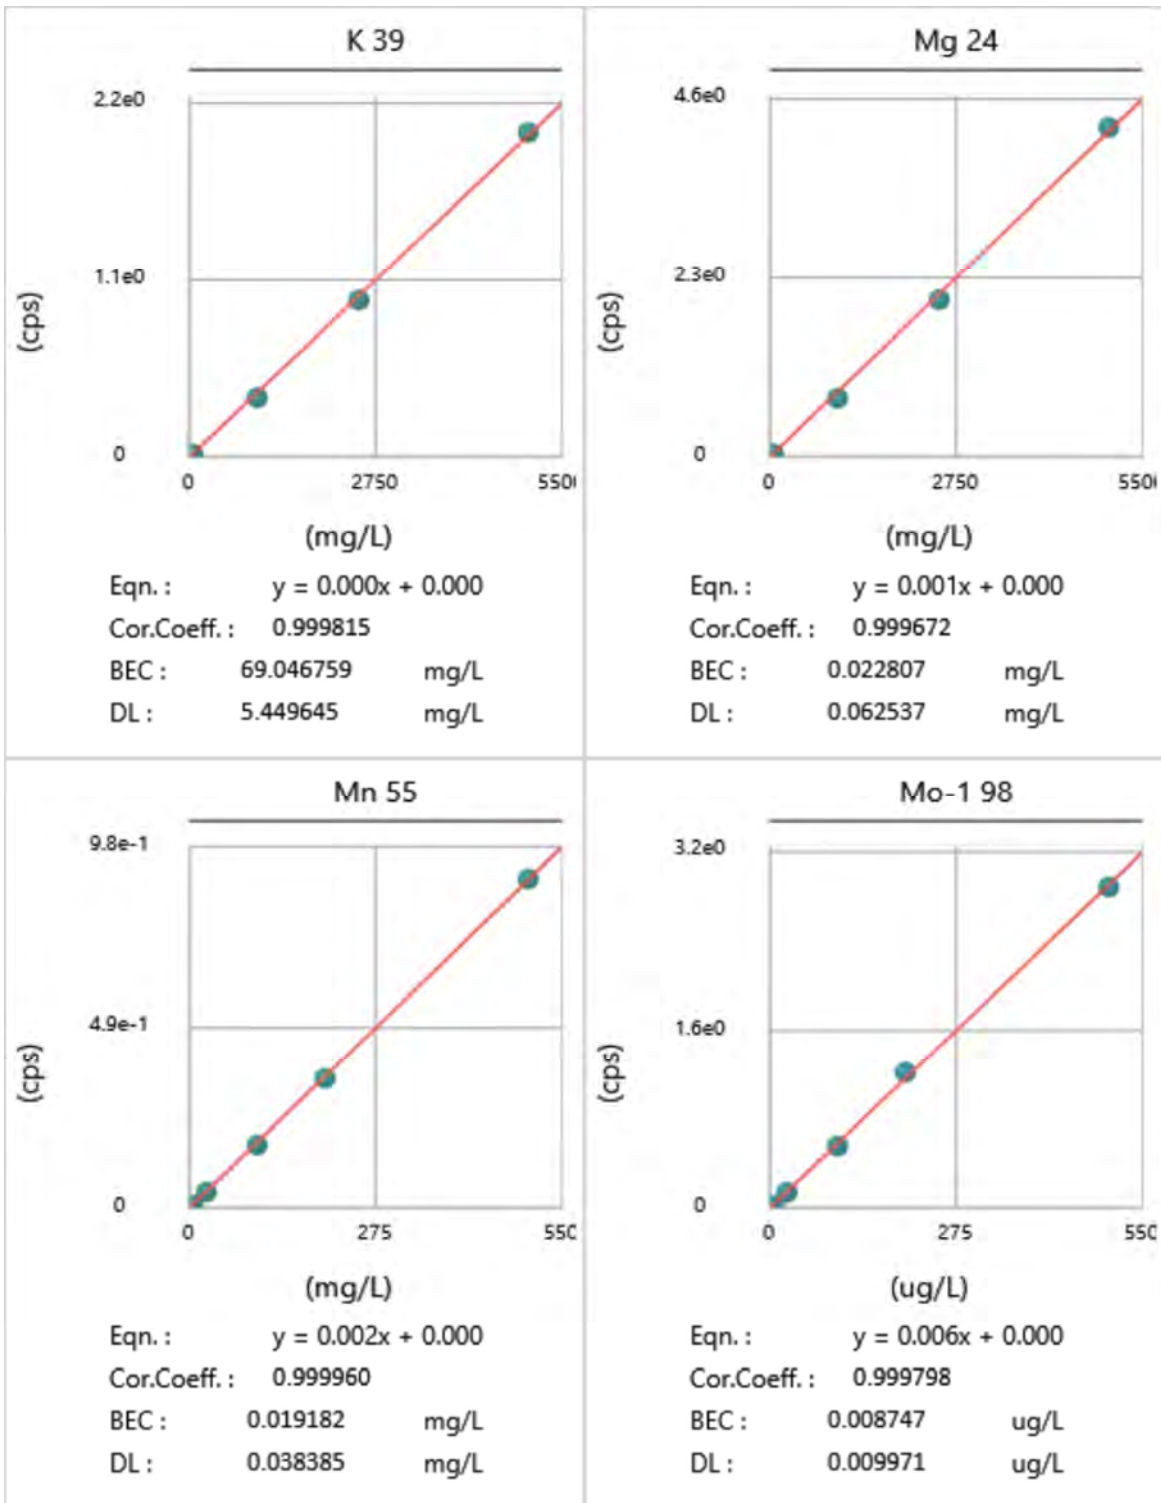 K 39
2.2e0
1.1e0
(cps)
0
0 2750 550
(mg/L)
Eqn. : y = 0.000x + 0.000
Cor.Coeff. : 0.999815
BEC : 69.046759 mg/L
DL : 5.449645 mg/L
Mg 24
4.6e0
2.3e0
(cps)
0
0 2750 550
(mg/L)
Eqn. : y = 0.001x + 0.000
Cor.Coeff. : 0.999672
BEC : 0.022807 mg/L
DL : 0.062537 mg/L
Mn 55
9.8e-1
4.9e-1
(cps)
0
0 275 550
(mg/L)
Eqn. : y = 0.002x + 0.000
Cor.Coeff. : 0.999960
BEC : 0.019182 mg/L
DL : 0.038385 mg/L
Mo-1 98
3.2e0
1.6e0
(cps)
0
0 275 550
(ug/L)
Eqn. : y = 0.006x + 0.000
Cor.Coeff. : 0.999798
BEC : 0.008747 ug/L
DL : 0.009971 ug/L